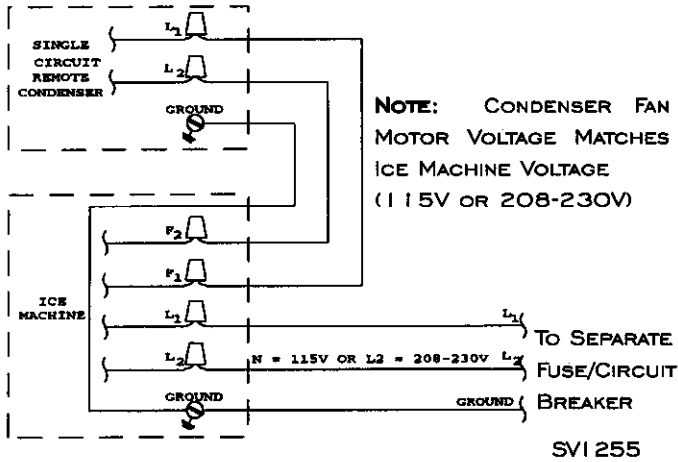 L1
SINGLE
CIRCUIT
REMOTE
CONDENSER
L2
GROUND
NOTE: CONDENSER FAN
MOTOR VOLTAGE MATCHES
ICE MACHINE VOLTAGE
(115V OR 208-230V)
F2
F1
ICE
MACHINE
L1
L1
L2
N = 115V OR L2 = 208-230V
L2
GROUND
GROUND
TO SEPARATE
FUSE/CIRCUIT
BREAKER
SV1255